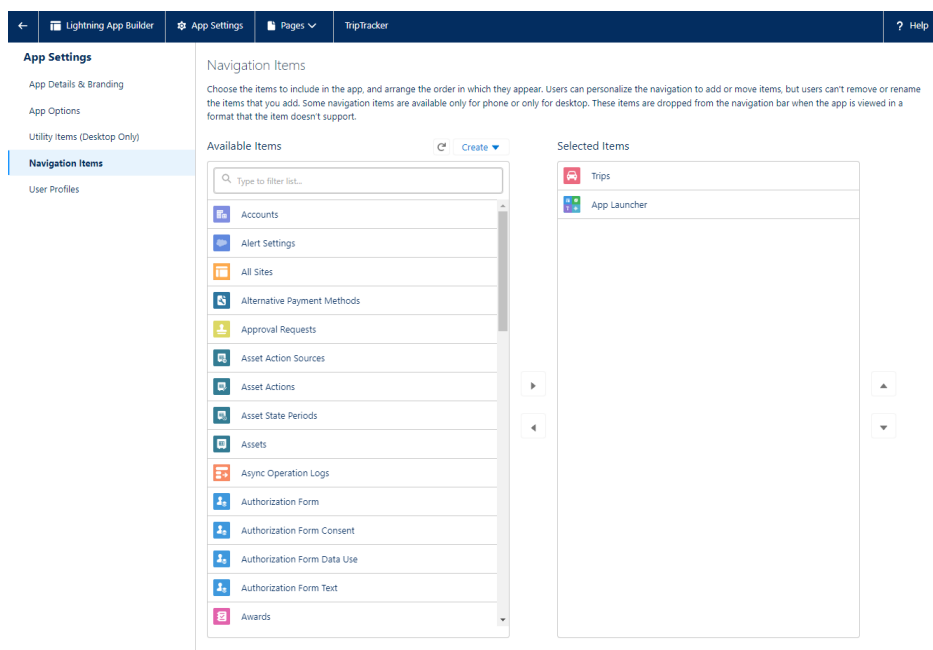 Lightning App Builder
App Settings
Pages
TripTracker
? Help
App Settings
App Details & Branding
App Options
Utility Items (Desktop Only)
Navigation Items
User Profiles
Navigation Items
Choose the items to include in the app, and arrange the order in which they appear. Users can personalize the navigation to add or move items, but users can't remove or rename
the items that you add. Some navigation items are available only for phone or only for desktop. These items are dropped from the navigation bar when the app is viewed in a
format that the item doesn't support.
Available Items
Create
Type to filter list...
Accounts
Alert Settings
All Sites
Alternative Payment Methods
Approval Requests
Asset Action Sources
Asset Actions
Asset State Periods
Assets
Async Operation Logs
Authorization Form
Authorization Form Consent
Authorization Form Data Use
Authorization Form Text
Awards
Selected Items
Trips
App Launcher